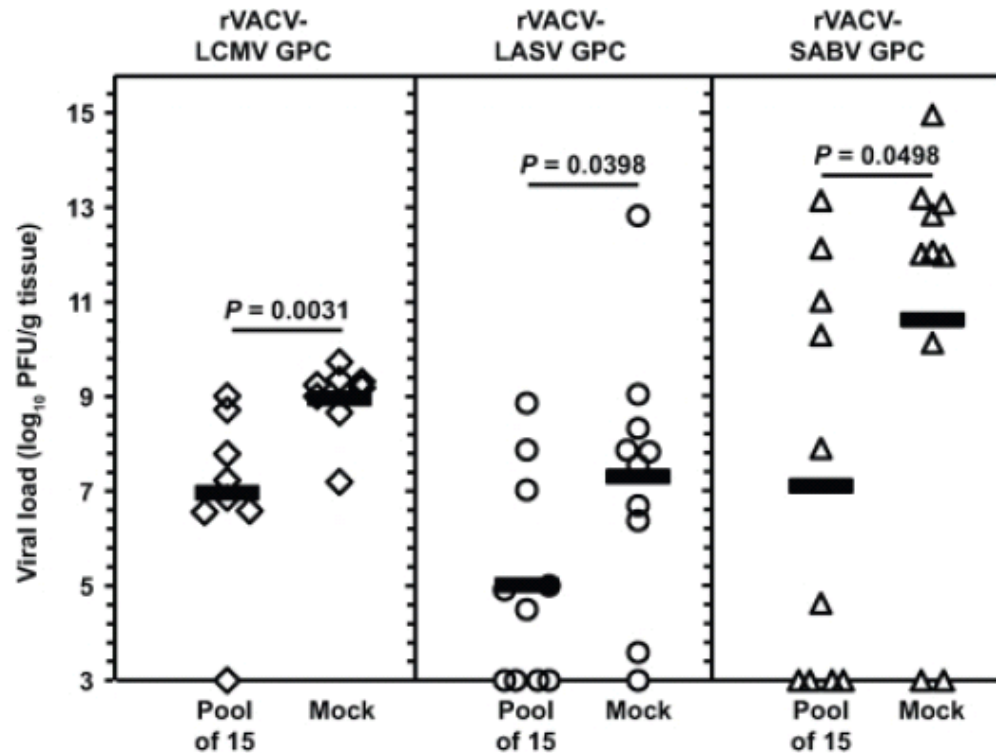 rVACV-
LCMV GPC
rVACV-
LASV GPC
rVACV-
SABV GPC
Viral load (log₁₀ PFU/g tissue)
15
13
11
9
7
5
3
P = 0.0031
P = 0.0398
P = 0.0498
Pool
of 15
Mock
Pool
of 15
Mock
Pool
of 15
Mock